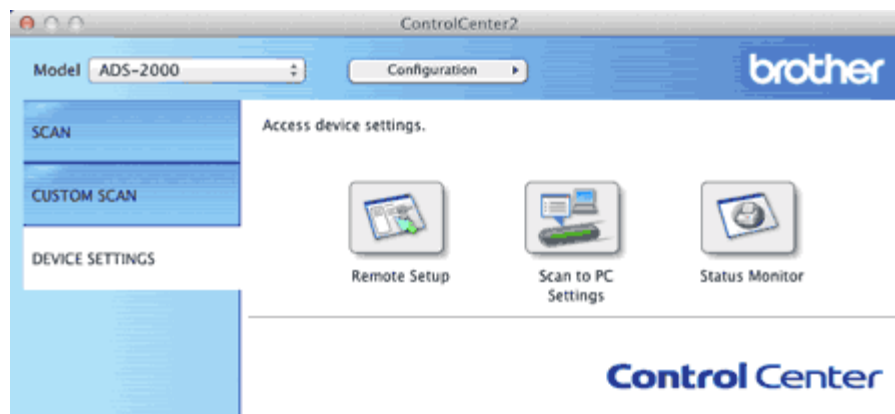 ControlCenter2
Model ADS-2000 Configuration brother
SCAN
Access device settings.
CUSTOM SCAN
DEVICE SETTINGS
Remote Setup Scan to PC Settings Status Monitor
Control Center